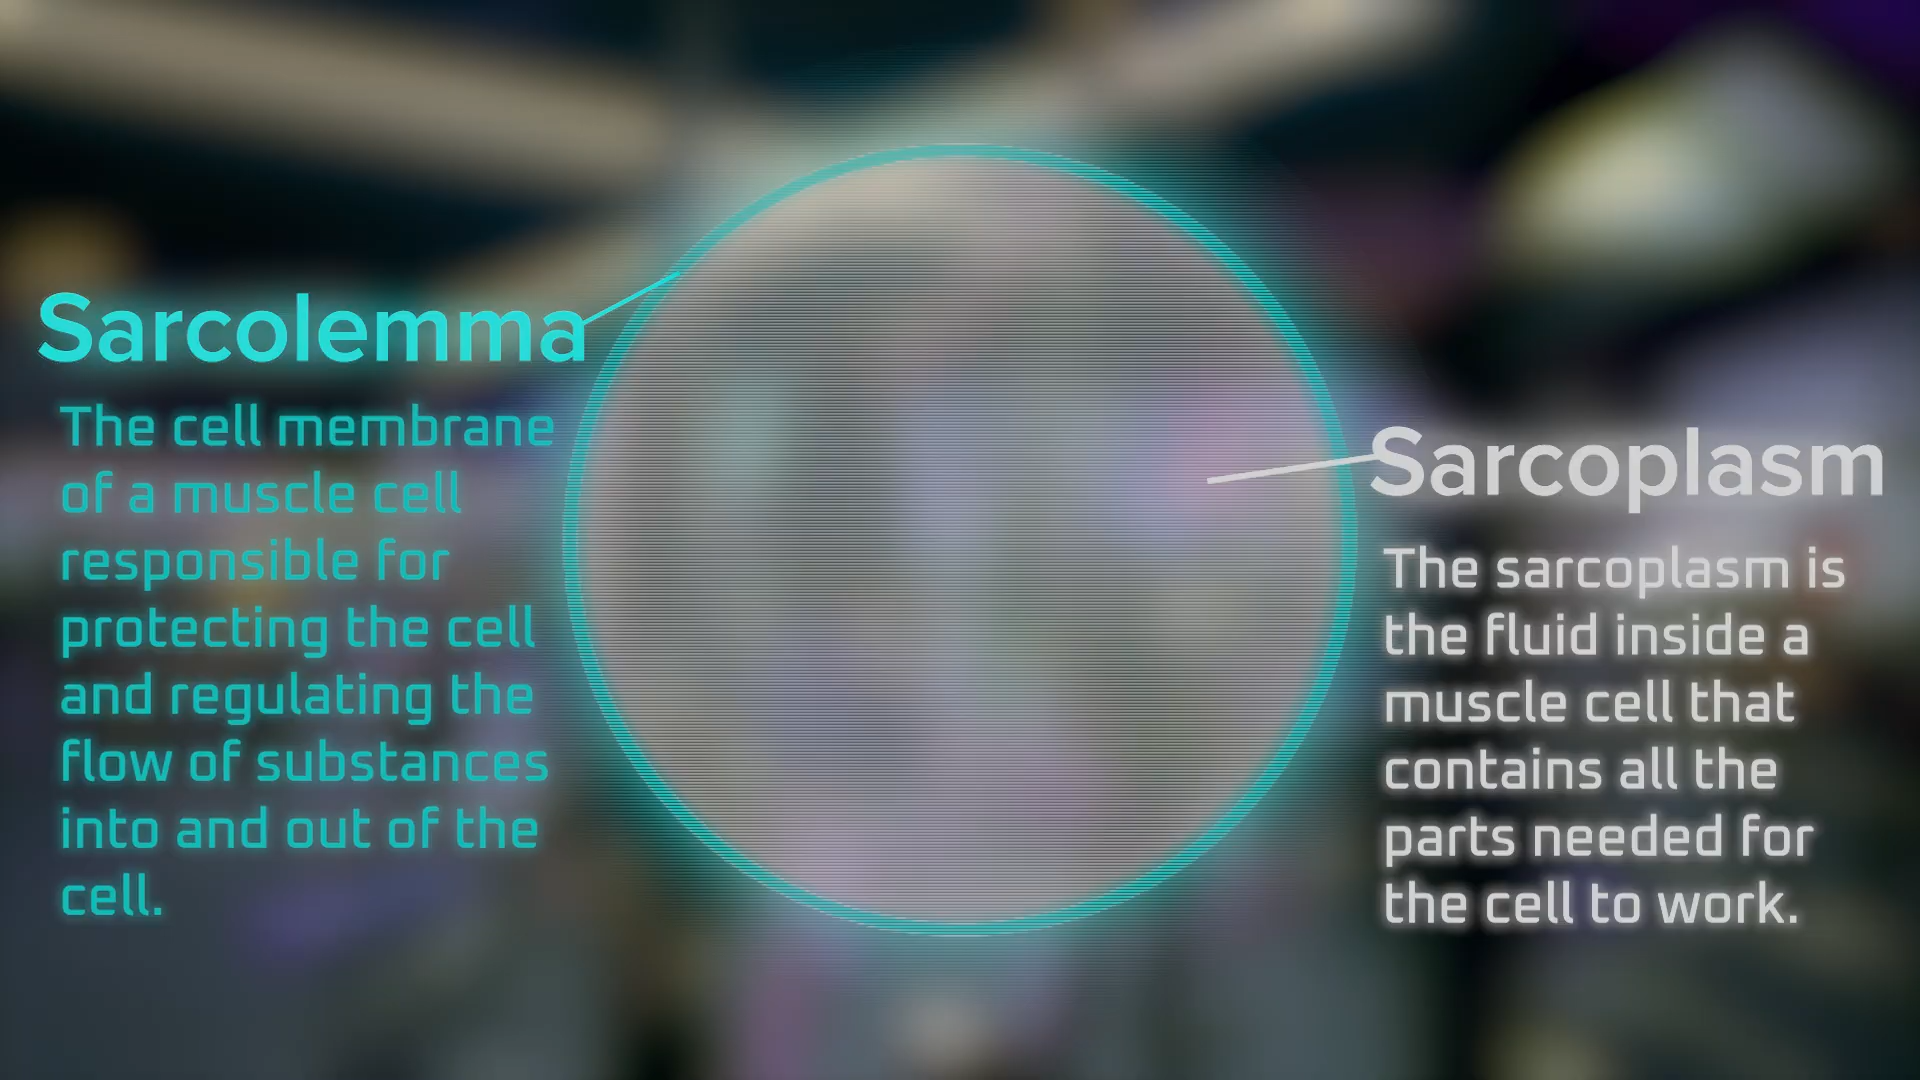 Sarcolemma
The cell membrane
of a muscle cell
responsible for
protecting the cell
and regulating the
flow of substances
into and out of the
cell.
Sarcoplasm
The sarcoplasm is
the fluid inside a
muscle cell that
contains all the
parts needed for
the cell to work.